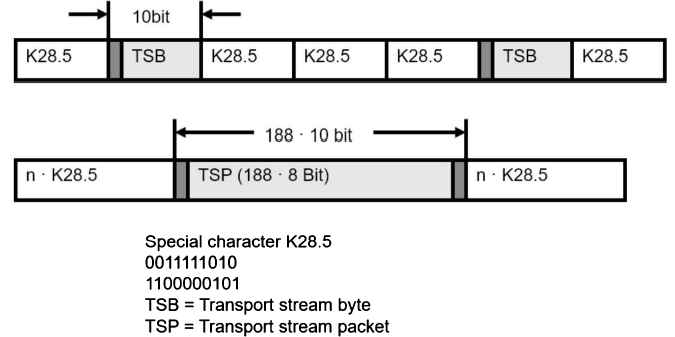 10bit
K28.5 TSB K28.5 K28.5 K28.5 TSB K28.5
188 · 10 bit
n · K28.5 TSP (188 · 8 Bit) n · K28.5
Special character K28.5
0011111010
1100000101
TSB = Transport stream byte
TSP = Transport stream packet